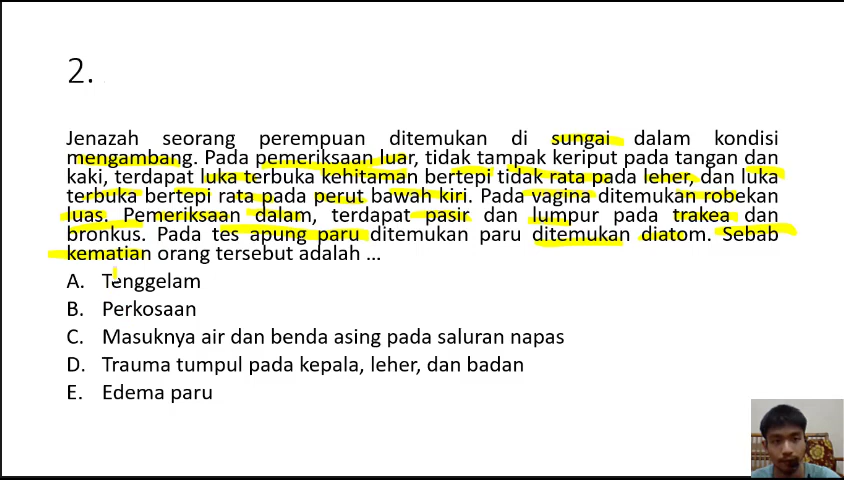 2.
Jenazah seorang perempuan ditemukan di sungai dalam kondisi
mengambang. Pada pemeriksaan luar, tidak tampak keriput pada tangan dan
kaki, terdapat luka terbuka kehitaman bertepi tidak rata pada leher, dan luka
terbuka bertepi rata pada perut bawah kiri. Pada vagina ditemukan robekan
luas. Pemeriksaan dalam, terdapat pasir dan lumpur pada trakea dan
bronkus. Pada tes apung paru ditemukan paru ditemukan diatom. Sebab
kematian orang tersebut adalah ...
A. Tenggelam
B. Perkosaan
C. Masuknya air dan benda asing pada saluran napas
D. Trauma tumpul pada kepala, leher, dan badan
E. Edema paru